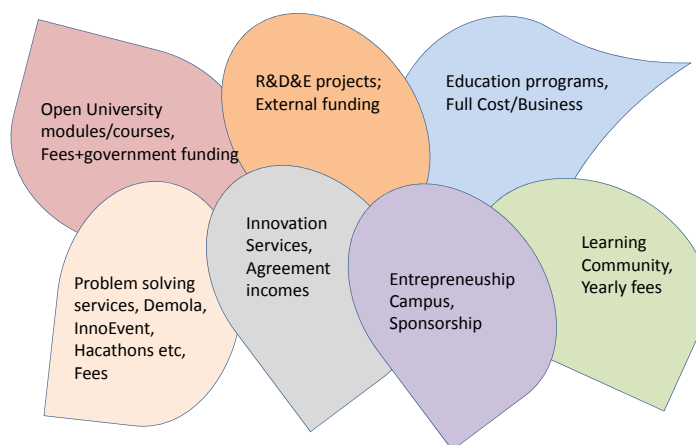 Open University
modules/courses,
Fees+government funding
R&D&E projects;
External funding
Education prrograms,
Full Cost/Business
Problem solving
services, Demola,
InnoEvent,
Hacathons etc,
Fees
Innovation
Services,
Agreement
incomes
Entrepreneuship
Campus,
Sponsorship
Learning
Community,
Yearly fees